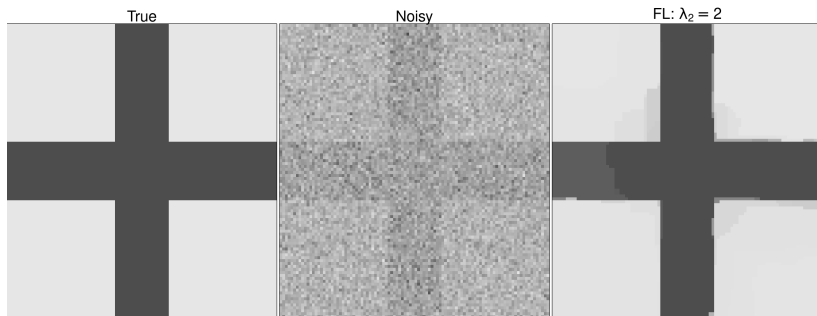 True
Noisy
FL: λ₂ = 2